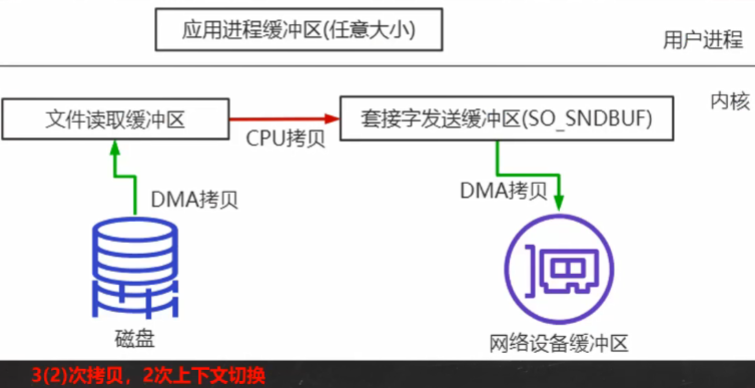 应用进程缓冲区(任意大小)
用户进程
内核
文件读取缓冲区
套接字发送缓冲区(SO_SNDBUF)
CPU拷贝
DMA拷贝
DMA拷贝
磁盘
网络设备缓冲区
3(2)次拷贝，2次上下文切换